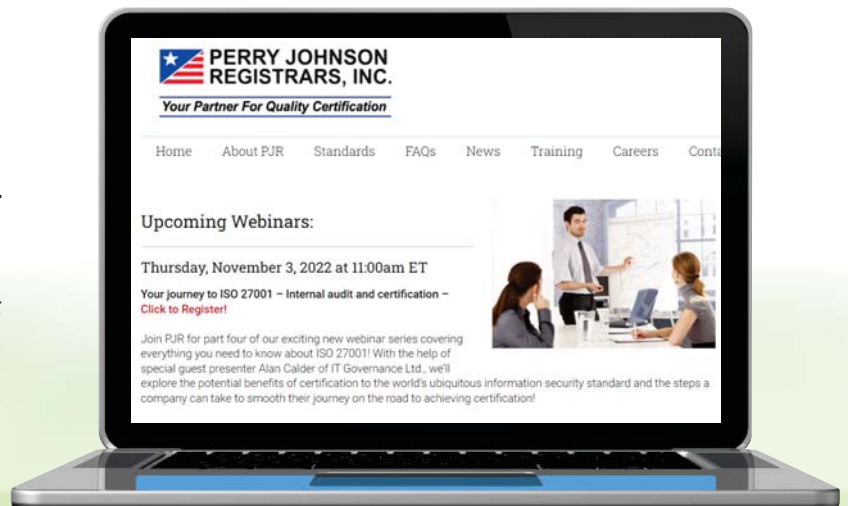 PERRY JOHNSON
REGISTRARS, INC.
Your Partner For Quality Certification
Home About PJR Standards FAQs News Training Careers Conta
Upcoming Webinars:
Thursday, November 3, 2022 at 11:00am ET
Your journey to ISO 27001 – Internal audit and certification –
Click to Register!
Join PJR for part four of our exciting new webinar series covering
everything you need to know about ISO 27001! With the help of
special guest presenter Alan Calder of IT Governance Ltd., we'll
explore the potential benefits of certification to the world's ubiquitous information security standard and the steps a
company can take to smooth their journey on the road to achieving certification!